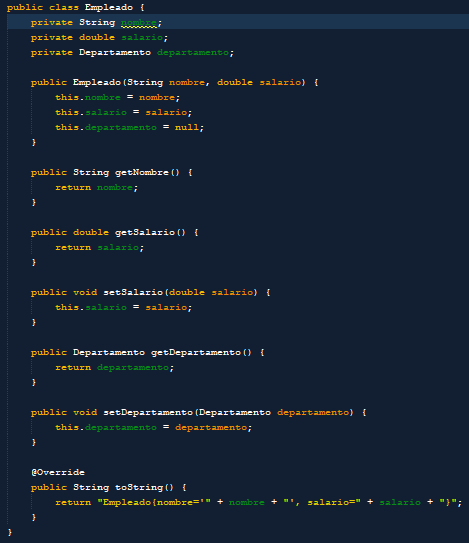 public class Empleado {
    private String nombre;
    private double salario;
    private Departamento departamento;

    public Empleado(String nombre, double salario) {
        this.nombre = nombre;
        this.salario = salario;
        this.departamento = null;
    }

    public String getNombre() {
        return nombre;
    }

    public double getSalario() {
        return salario;
    }

    public void setSalario(double salario) {
        this.salario = salario;
    }

    public Departamento getDepartamento() {
        return departamento;
    }

    public void setDepartamento(Departamento departamento) {
        this.departamento = departamento;
    }

    @Override
    public String toString() {
        return "Empleado{nombre='" + nombre + "', salario=" + salario + "}";
    }
}